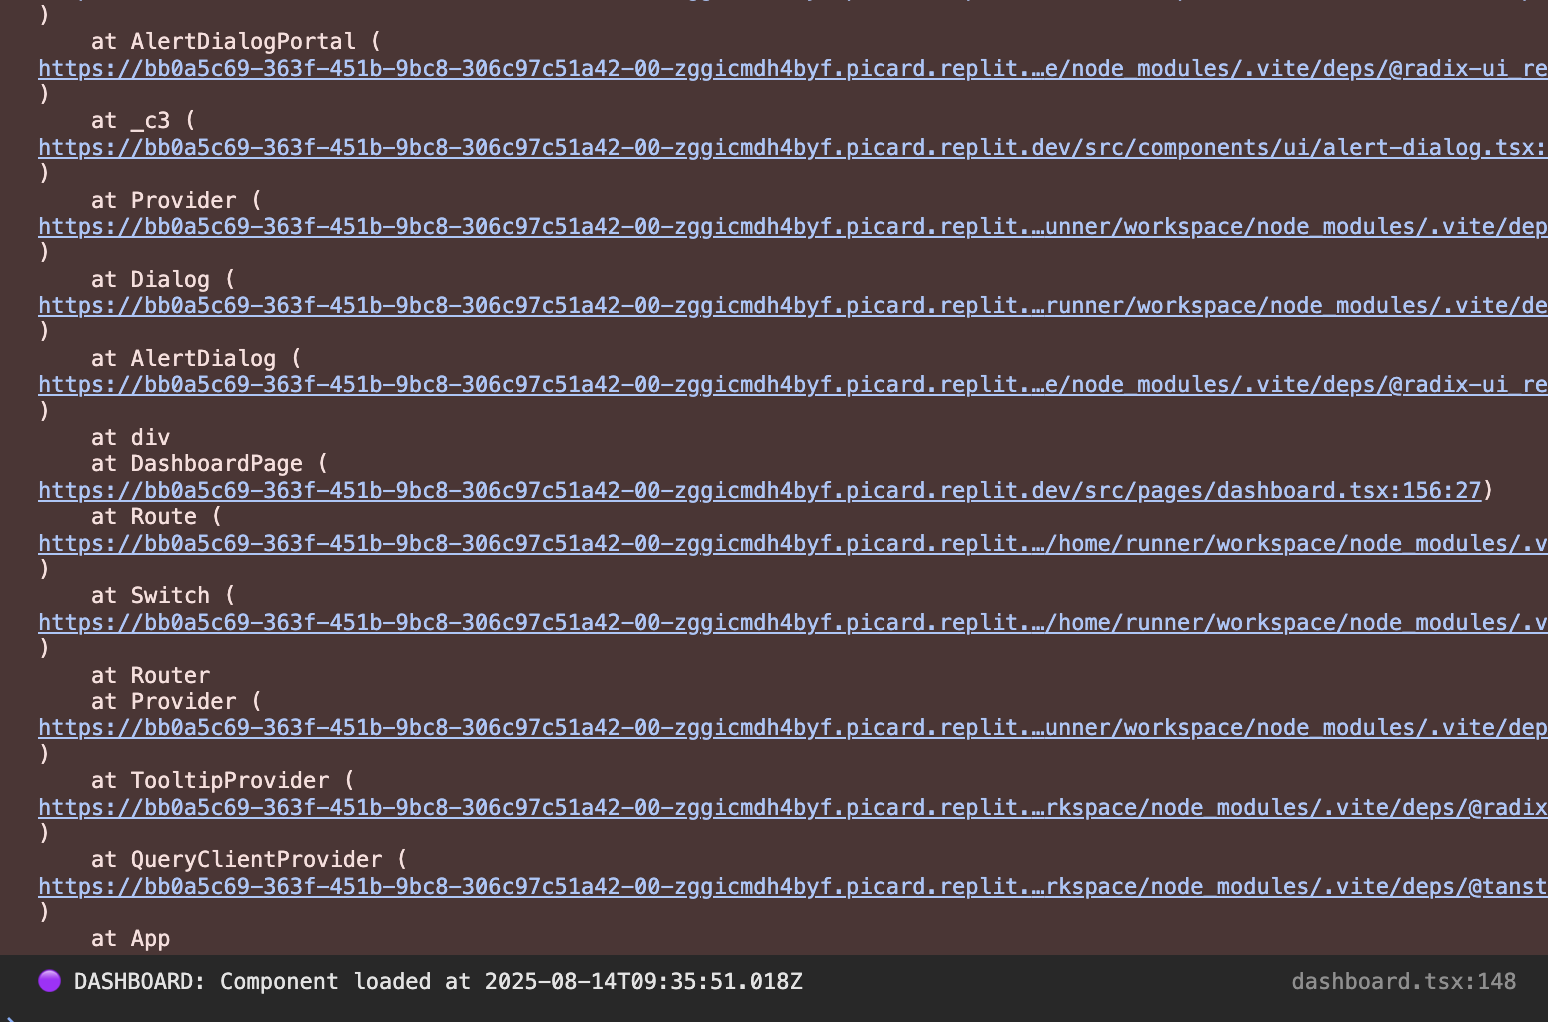 )
at AlertDialogPortal (
https://bb0a5c69-363f-451b-9bc8-306c97c51a42-00-zggicmdh4byf.picard.replit.…e/node_modules/.vite/deps/@radix-ui_re
)
at _c3 (
https://bb0a5c69-363f-451b-9bc8-306c97c51a42-00-zggicmdh4byf.picard.replit.dev/src/components/ui/alert-dialog.tsx:
)
at Provider (
https://bb0a5c69-363f-451b-9bc8-306c97c51a42-00-zggicmdh4byf.picard.replit.…unner/workspace/node_modules/.vite/dep
)
at Dialog (
https://bb0a5c69-363f-451b-9bc8-306c97c51a42-00-zggicmdh4byf.picard.replit.…runner/workspace/node_modules/.vite/de
)
at AlertDialog (
https://bb0a5c69-363f-451b-9bc8-306c97c51a42-00-zggicmdh4byf.picard.replit.…e/node_modules/.vite/deps/@radix-ui_re
)
at div
at DashboardPage (
https://bb0a5c69-363f-451b-9bc8-306c97c51a42-00-zggicmdh4byf.picard.replit.dev/src/pages/dashboard.tsx:156:27)
at Route (
https://bb0a5c69-363f-451b-9bc8-306c97c51a42-00-zggicmdh4byf.picard.replit.…/home/runner/workspace/node_modules/.v
)
at Switch (
https://bb0a5c69-363f-451b-9bc8-306c97c51a42-00-zggicmdh4byf.picard.replit.…/home/runner/workspace/node_modules/.v
)
at Router
at Provider (
https://bb0a5c69-363f-451b-9bc8-306c97c51a42-00-zggicmdh4byf.picard.replit.…unner/workspace/node_modules/.vite/dep
)
at TooltipProvider (
https://bb0a5c69-363f-451b-9bc8-306c97c51a42-00-zggicmdh4byf.picard.replit.…rkspace/node_modules/.vite/deps/@radix
)
at QueryClientProvider (
https://bb0a5c69-363f-451b-9bc8-306c97c51a42-00-zggicmdh4byf.picard.replit.…rkspace/node_modules/.vite/deps/@tanst
)
at App
🟣 DASHBOARD: Component loaded at 2025-08-14T09:35:51.018Z dashboard.tsx:148